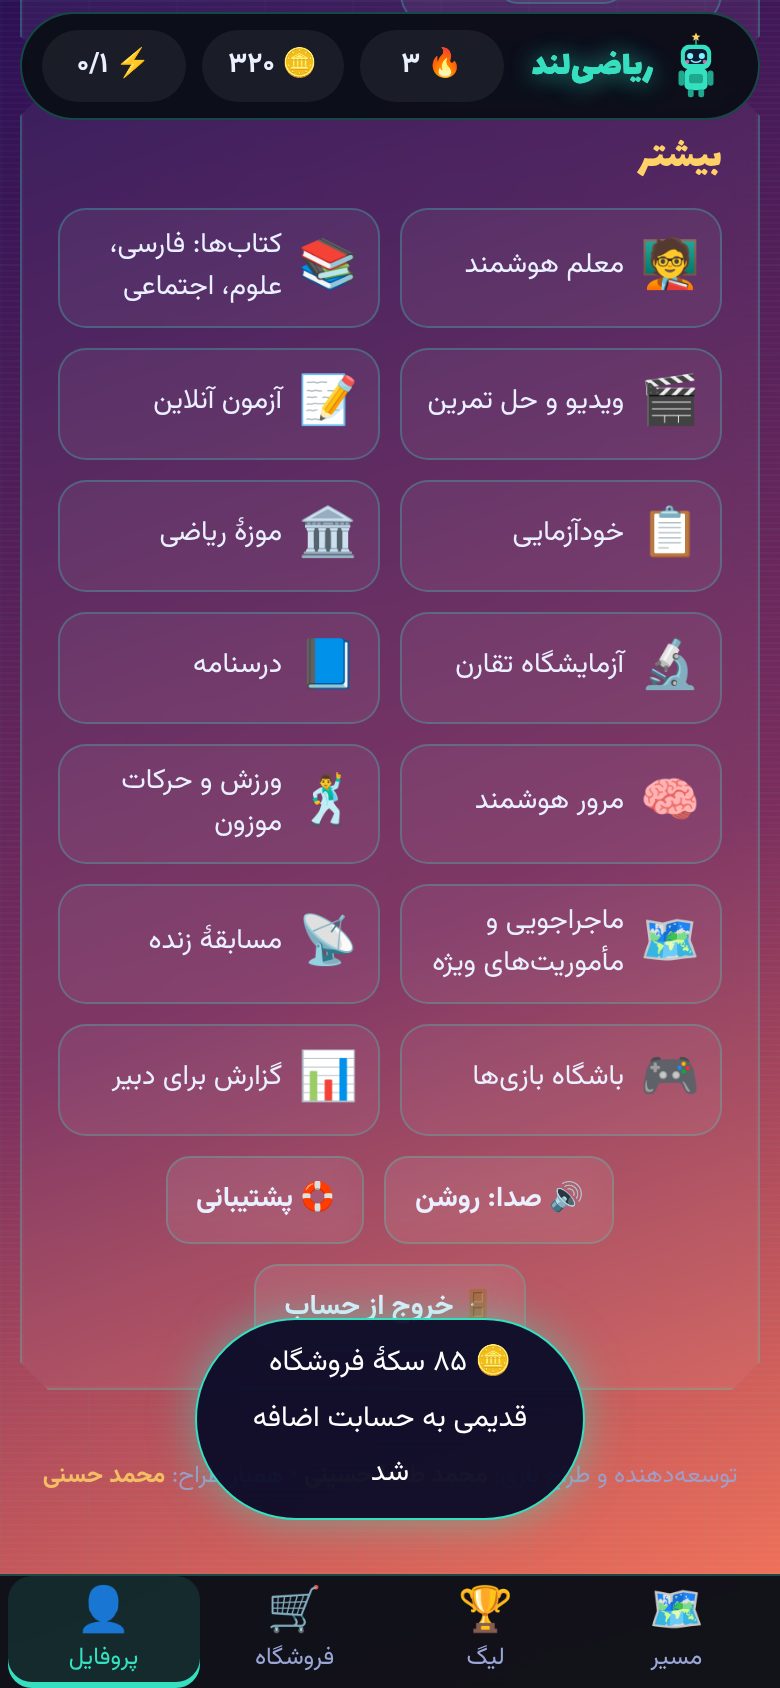 ریاضی‌لند
۳
۳۲۰
۰/۱
بیشتر
معلم هوشمند
کتاب‌ها: فارسی،
علوم، اجتماعی
ویدیو و حل تمرین
آزمون آنلاین
خودآزمایی
موزهٔ ریاضی
آزمایشگاه تقارن
درسنامه
مرور هوشمند
ورزش و حرکات
موزون
ماجراجویی و
مأموریت‌های ویژه
مسابقهٔ زنده
باشگاه بازی‌ها
گزارش برای دبیر
صدا: روشن
پشتیبانی
خروج از حساب
۸۵ سکهٔ فروشگاه
قدیمی به حسابت اضافه
شد
توسعه‌دهنده و طراح: محمد حسنی
مسیر
لیگ
فروشگاه
پروفایل